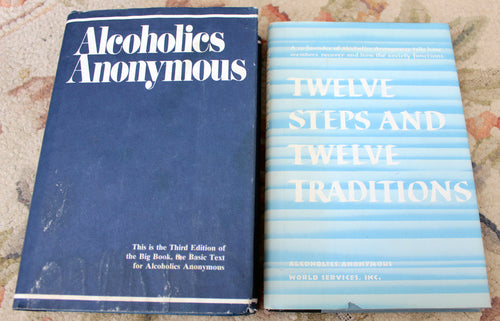 Alcoholics
Anonymous
This is the Third Edition of
the Big Book, the Basic Text
for Alcoholics Anonymous
A co-founder of Alcoholics Anonymous tells how
members recover and how the society functions
TWELVE
STEPS AND
TWELVE
TRADITIONS
ALCOHOLICS ANONYMOUS
WORLD SERVICES, INC.